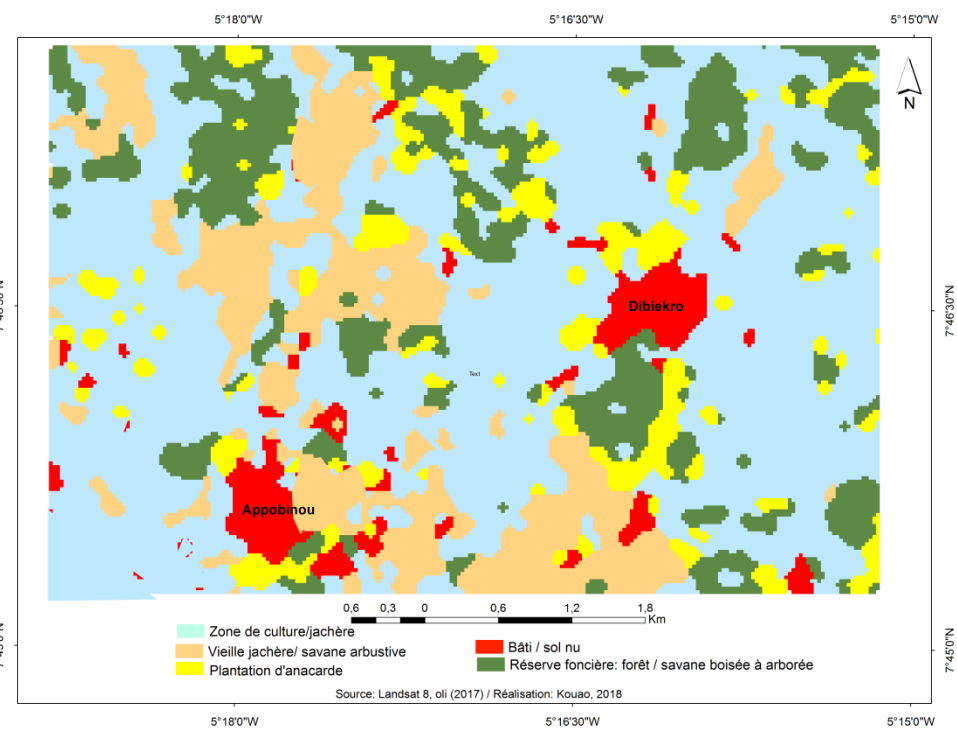 5°18'0"W 5°16'30"W 5°15'0"W
N
Dibiekro
7°46'30"N
Text
Appobinou
0,6 0,3 0 0,6 1,2 1,8
Km
Zone de culture/jachère
Vieille jachère/ savane arbustive
Plantation d'anacarde
Bâti / sol nu
Réserve foncière: forêt / savane boisée à arborée
7°45'0"N
Source: Landsat 8, oli (2017) / Réalisation: Kouao, 2018
5°18'0"W 5°16'30"W 5°15'0"W